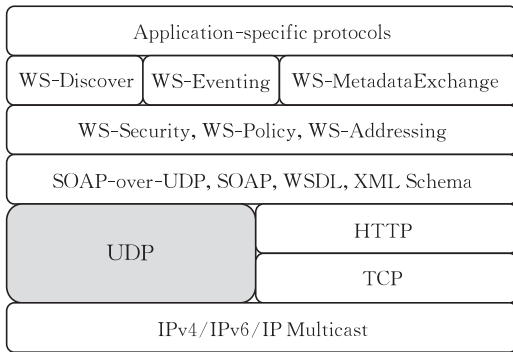 Application-specific protocols
WS-Discover WS-Eventing WS-MetadataExchange
WS-Security, WS-Policy, WS-Addressing
SOAP-over-UDP, SOAP, WSDL, XML Schema
UDP
HTTP
TCP
IPv4/IPv6/IP Multicast